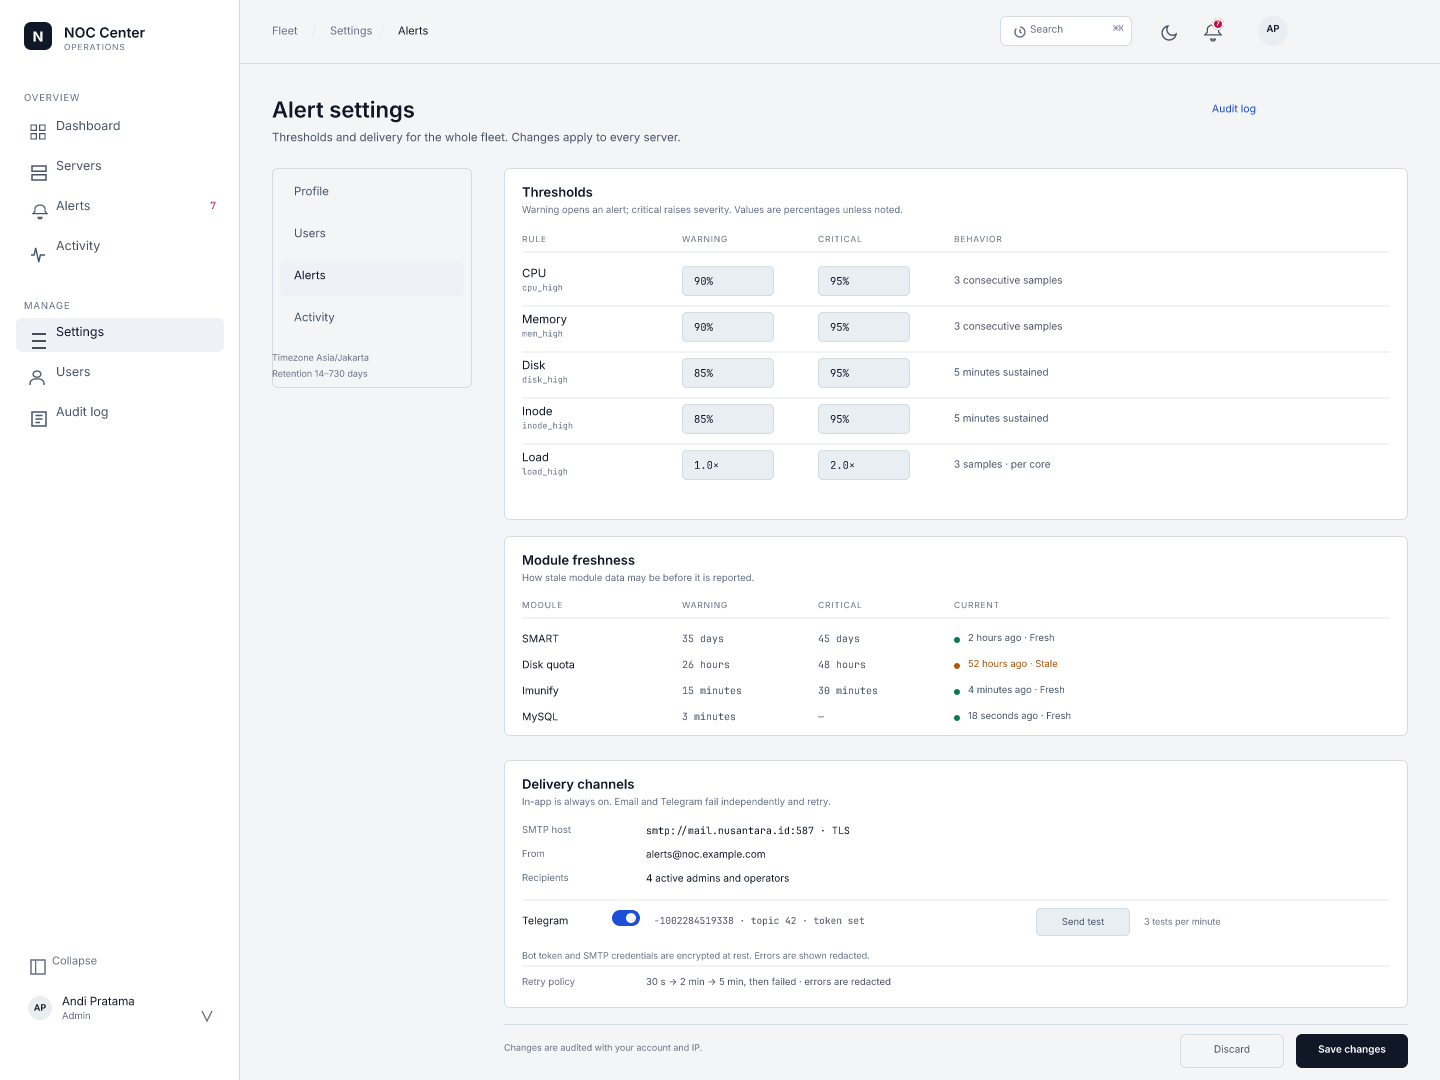 N
NOC Center
OPERATIONS
OVERVIEW
Dashboard
Servers
Alerts 7
Activity
MANAGE
Settings
Users
Audit log
Collapse
AP
Andi Pratama
Admin
Fleet / Settings / Alerts
Search ⌘K
7
AP
Alert settings
Thresholds and delivery for the whole fleet. Changes apply to every server.
Audit log
Profile
Users
Alerts
Activity
Timezone Asia/Jakarta
Retention 14–730 days
Thresholds
Warning opens an alert; critical raises severity. Values are percentages unless noted.
RULE WARNING CRITICAL BEHAVIOR
CPU
cpu_high
90% 95% 3 consecutive samples
Memory
mem_high
90% 95% 3 consecutive samples
Disk
disk_high
85% 95% 5 minutes sustained
Inode
inode_high
85% 95% 5 minutes sustained
Load
load_high
1.0× 2.0× 3 samples · per core
Module freshness
How stale module data may be before it is reported.
MODULE WARNING CRITICAL CURRENT
SMART 35 days 45 days 2 hours ago · Fresh
Disk quota 26 hours 48 hours 52 hours ago · Stale
Imunify 15 minutes 30 minutes 4 minutes ago · Fresh
MySQL 3 minutes — 18 seconds ago · Fresh
Delivery channels
In-app is always on. Email and Telegram fail independently and retry.
SMTP host smtp://mail.nusantara.id:587 · TLS
From alerts@noc.example.com
Recipients 4 active admins and operators
Telegram -1002284519338 · topic 42 · token set Send test 3 tests per minute
Bot token and SMTP credentials are encrypted at rest. Errors are shown redacted.
Retry policy 30 s → 2 min → 5 min, then failed · errors are redacted
Changes are audited with your account and IP.
Discard
Save changes